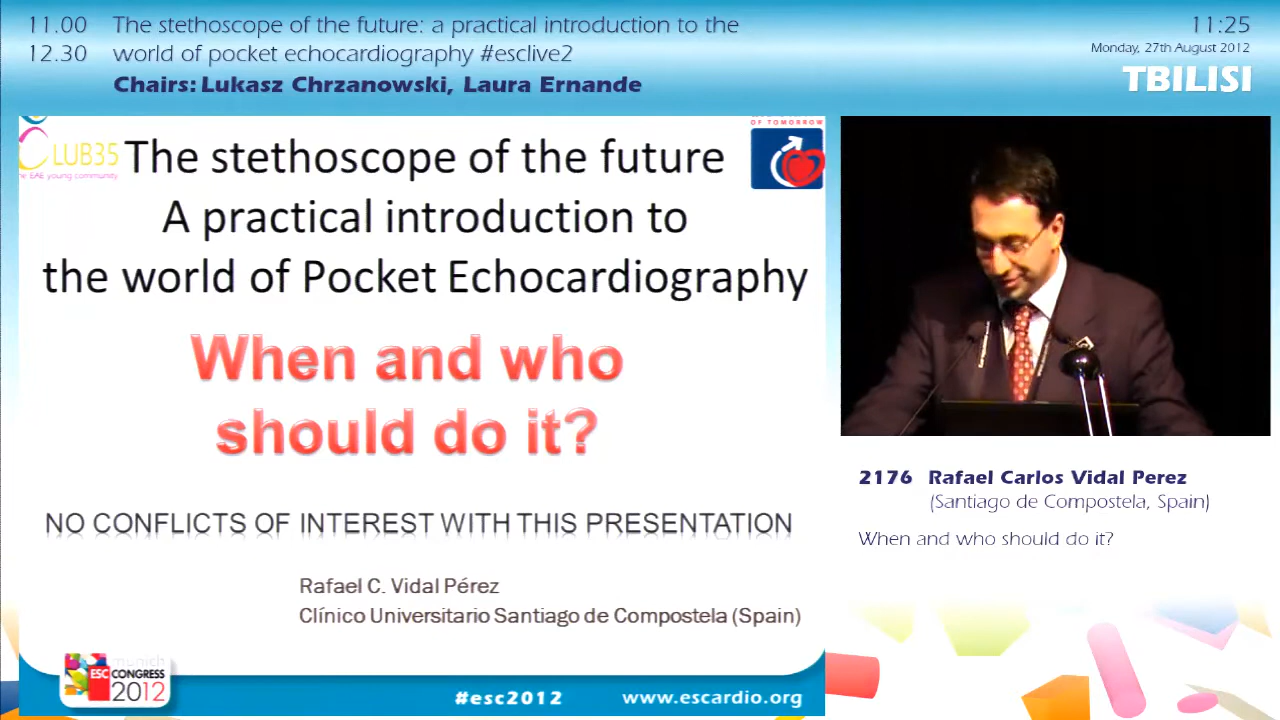 11.00 The stethoscope of the future: a practical introduction to the
12.30 world of pocket echocardiography #esclive2
Chairs: Lukasz Chrzanowski, Laura Ernande
11:25
Monday, 27th August 2012
TBILISI
OF TOMORROW
CLUB35
The stethoscope of the future
A practical introduction to
the world of Pocket Echocardiography
When and who
should do it?
NO CONFLICTS OF INTEREST WITH THIS PRESENTATION
Rafael C. Vidal Pérez
Clínico Universitario Santiago de Compostela (Spain)
munich
ESC CONGRESS
2012
#esc2012
www.escardio.org
2176 Rafael Carlos Vidal Perez
(Santiago de Compostela, Spain)
When and who should do it?